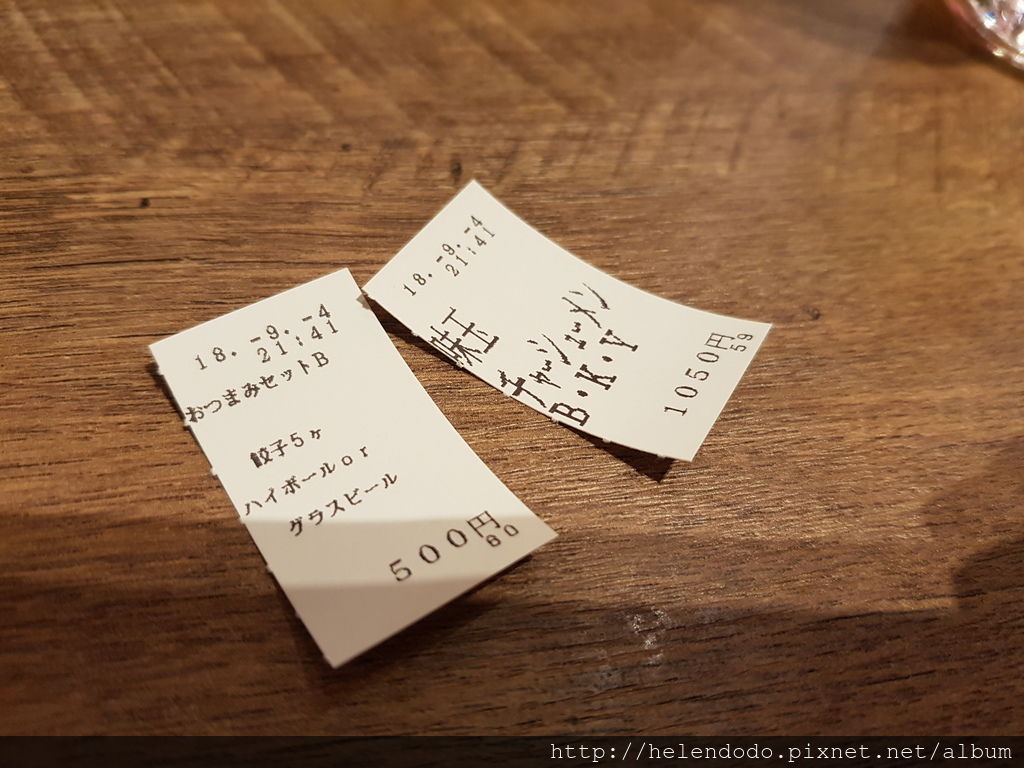 18.-9.-4
21:41
おつまみセットB
餃子5ヶ
ハイボールor
グラスビール
500円
60
18.-9.-4
21:41
味玉
チャーシューメン
B・K・Y
1050円
59
http://helendodo.pixnet.net/album